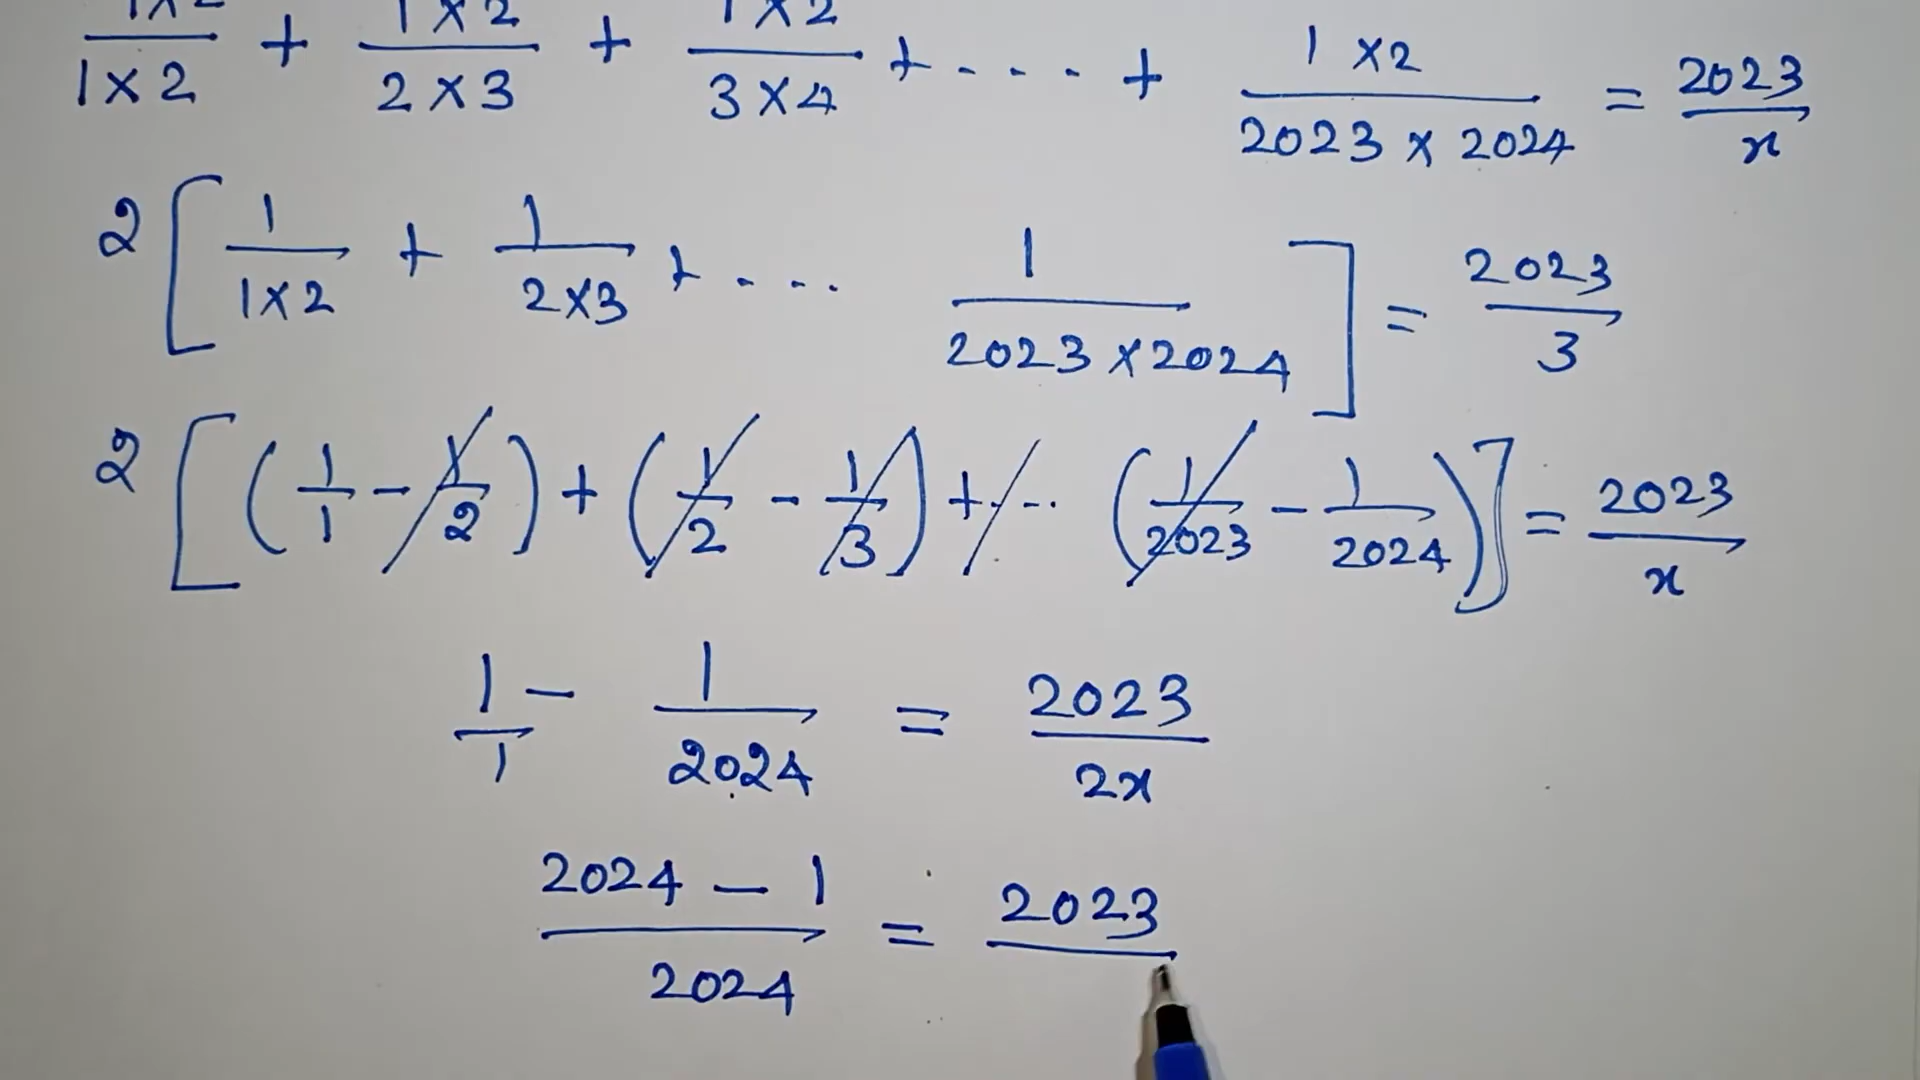 1×2/1×2 + 1×2/2×3 + 1×2/3×4 + .... + 1×2/2023×2024 = 2023/x
2[1/1×2 + 1/2×3 + .... 1/2023×2024] = 2023/3
2[(1/1 - 1/2) + (1/2 - 1/3) + ... (1/2023 - 1/2024)] = 2023/x
1/1 - 1/2024 = 2023/2x
2024 - 1/2024 = 2023/